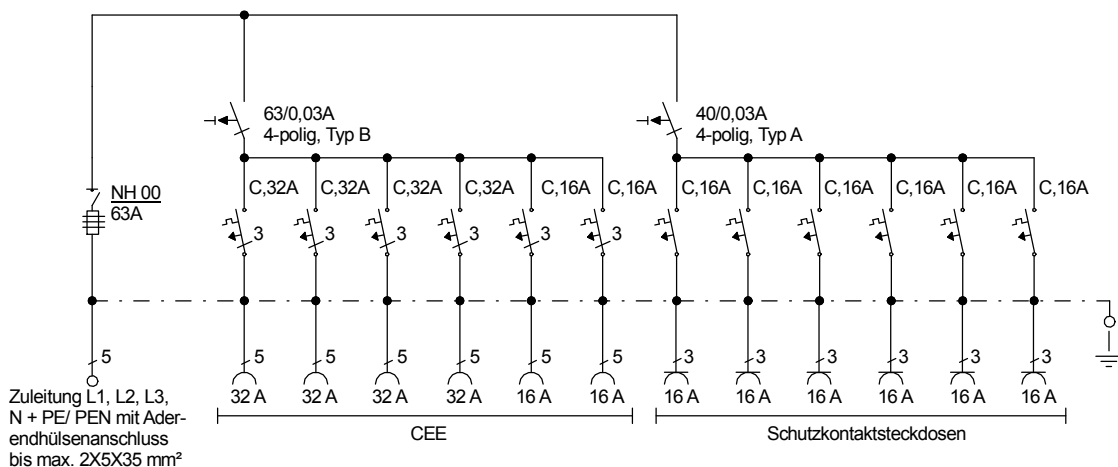 63/0,03A
4-polig, Typ B
40/0,03A
4-polig, Typ A
NH 00
63A
C,32A C,32A C,32A C,32A C,16A C,16A C,16A C,16A C,16A C,16A C,16A C,16A
3 3 3 3 3 3
5 5 5 5 5 5 5 3 3 3 3 3 3
32 A 32 A 32 A 32 A 16 A 16 A 16 A 16 A 16 A 16 A 16 A 16 A
CEE
Schutzkontaktsteckdosen
Zuleitung L1, L2, L3,
N + PE/ PEN mit Ader-
endhülsenanschluss
bis max. 2X5X35 mm²